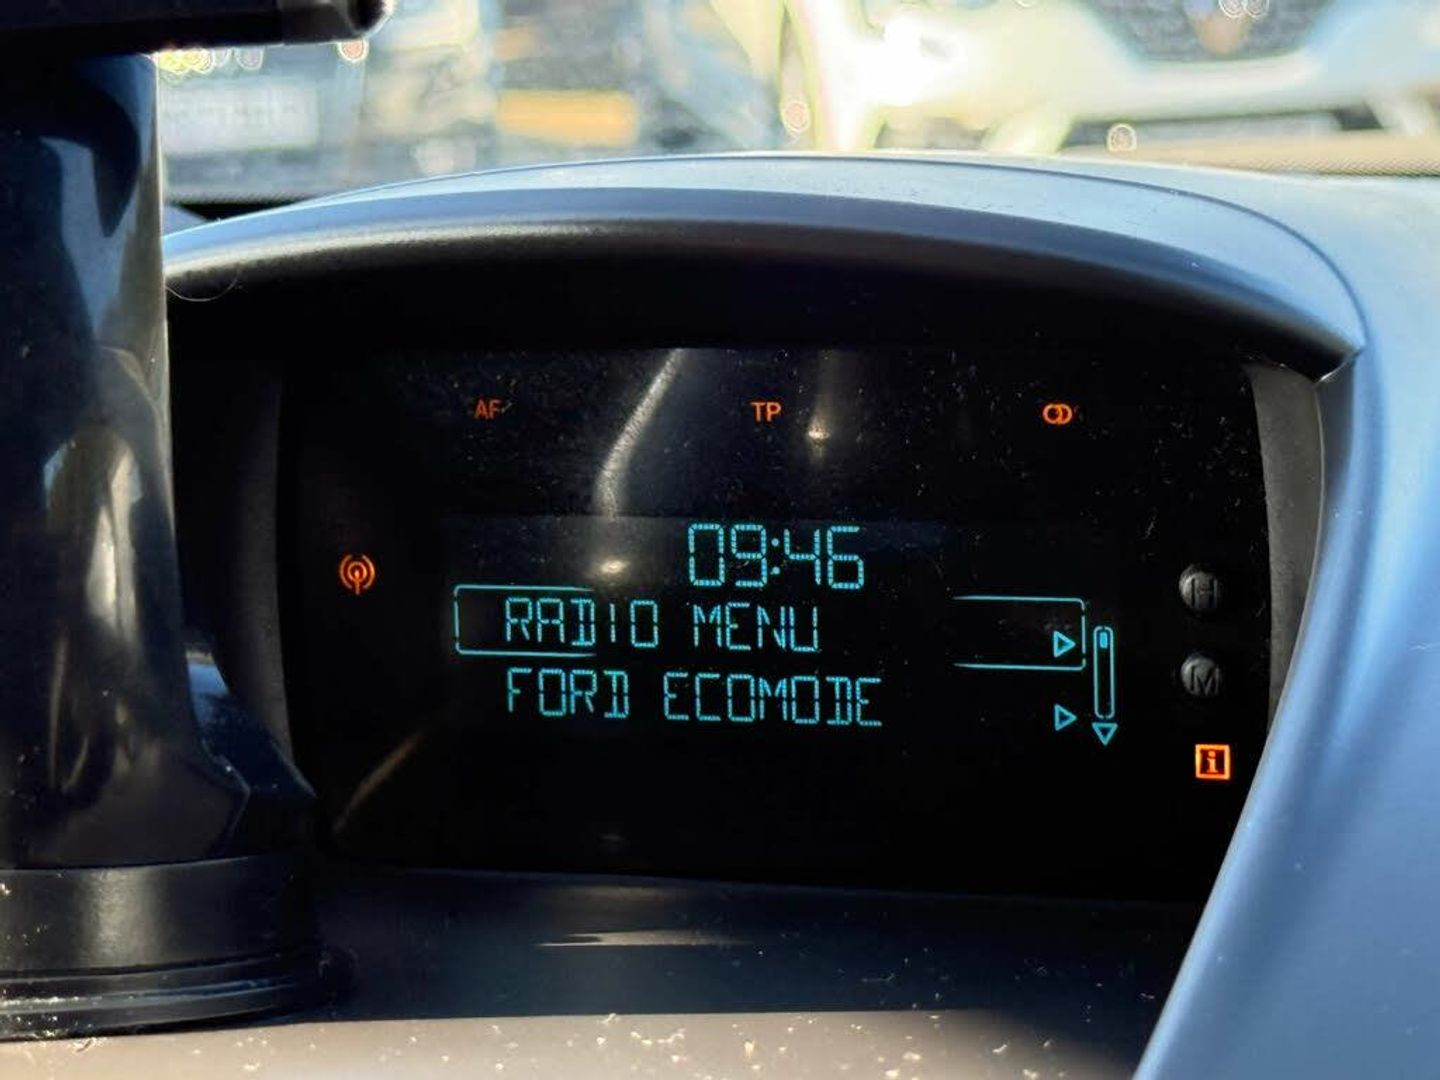 AF
TP
09:46
RADIO MENU
FORD ECOMODE
H
M
i